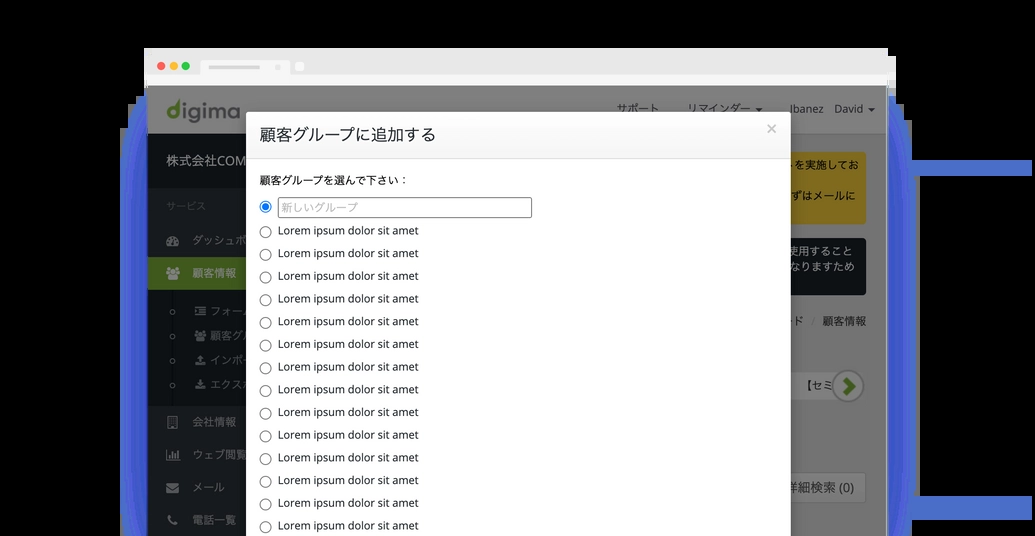 digima
サポート リマインダー Ibanez David
顧客グループに追加する
×
株式会社COM
顧客グループを選んで下さい：
新しいグループ
Lorem ipsum dolor sit amet
Lorem ipsum dolor sit amet
Lorem ipsum dolor sit amet
Lorem ipsum dolor sit amet
Lorem ipsum dolor sit amet
Lorem ipsum dolor sit amet
Lorem ipsum dolor sit amet
Lorem ipsum dolor sit amet
Lorem ipsum dolor sit amet
Lorem ipsum dolor sit amet
Lorem ipsum dolor sit amet
Lorem ipsum dolor sit amet
Lorem ipsum dolor sit amet
Lorem ipsum dolor sit amet
サービス
ダッシュボ
顧客情報
フォー
顧客グ
インポ
エクス
会社情報
ウェブ閲覧
メール
電話一覧
を実施してお
ずはメールに
使用すること
なりますため
ド / 顧客情報
【セミ
詳細検索 (0)